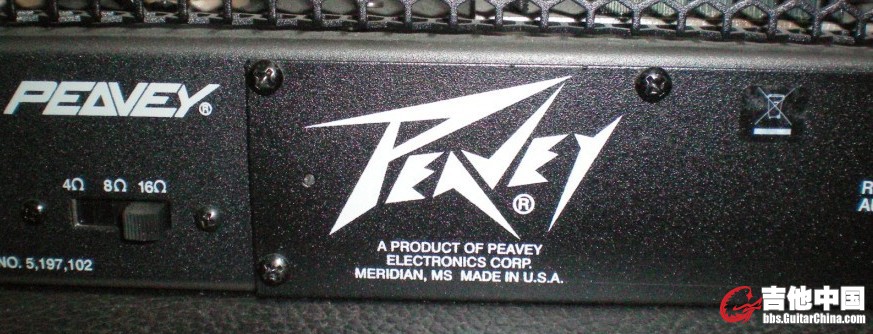 PEAVEY®
4Ω 8Ω 16Ω
NO. 5,197,102
PEAVEY®
A PRODUCT OF PEAVEY
ELECTRONICS CORP.
MERIDIAN, MS MADE IN U.S.A.
吉他中国
bbs.GuitarChina.com